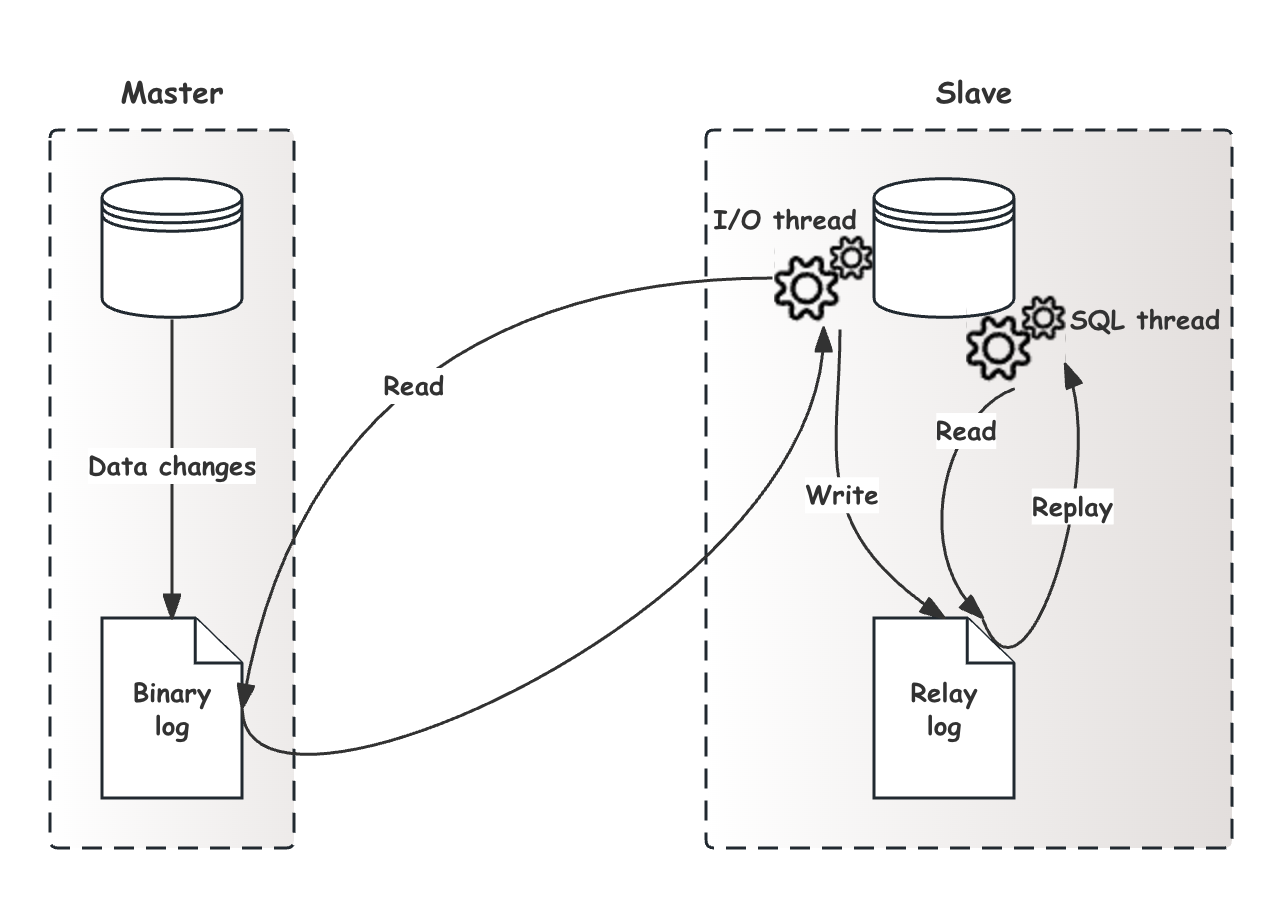 Master
Slave
I/O thread
SQL thread
Read
Read
Data changes
Write
Replay
Binary
log
Relay
log